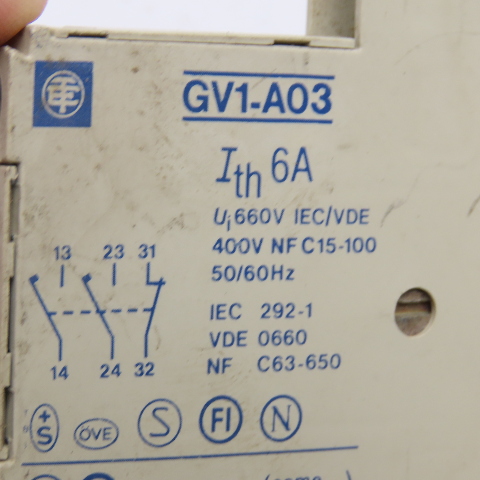 GV1-A03
Ith 6A
Ui 660V IEC/VDE
400V NF C15-100
50/60Hz
13 23 31
IEC 292-1
VDE 0660
14 24 32
NF C63-650
+S ÖVE S FI N